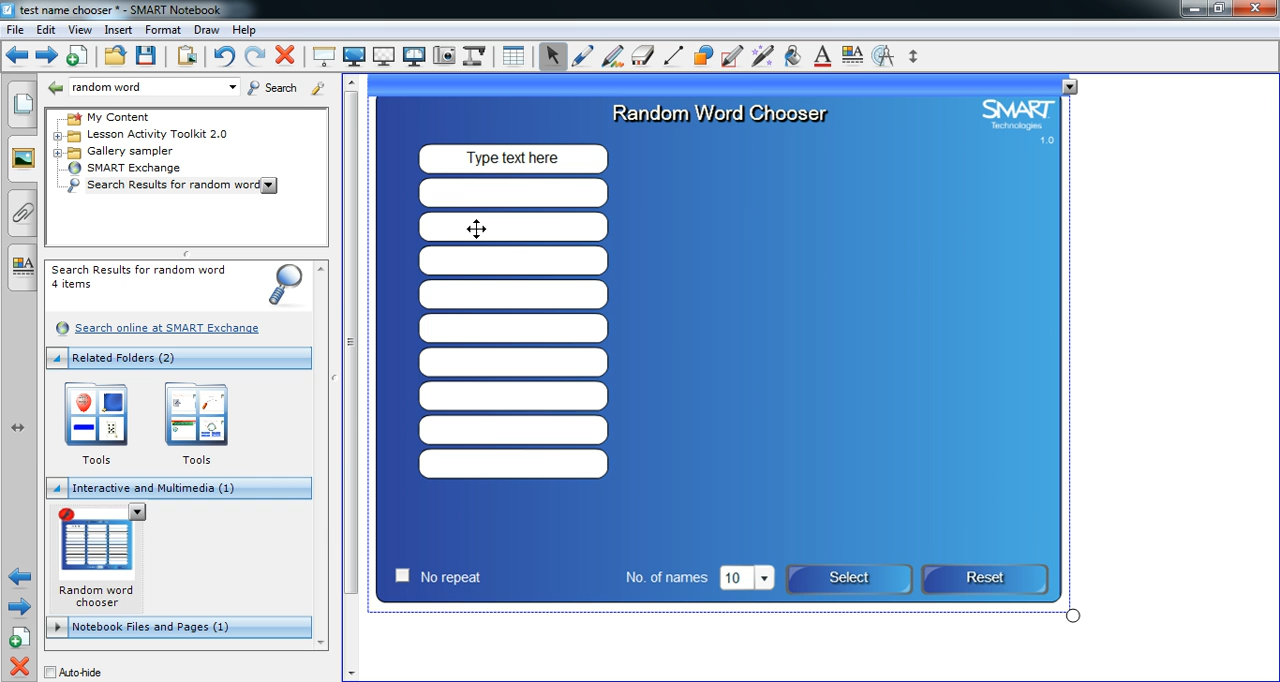 test name chooser * - SMART Notebook
File Edit View Insert Format Draw Help
random word Search
My Content
Lesson Activity Toolkit 2.0
Gallery sampler
SMART Exchange
Search Results for random word
Search Results for random word
4 items
Search online at SMART Exchange
Related Folders (2)
Tools Tools
Interactive and Multimedia (1)
Random word
chooser
Notebook Files and Pages (1)
Auto-hide
Random Word Chooser
SMART
Technologies
1.0
Type text here
No repeat No. of names 10 Select Reset